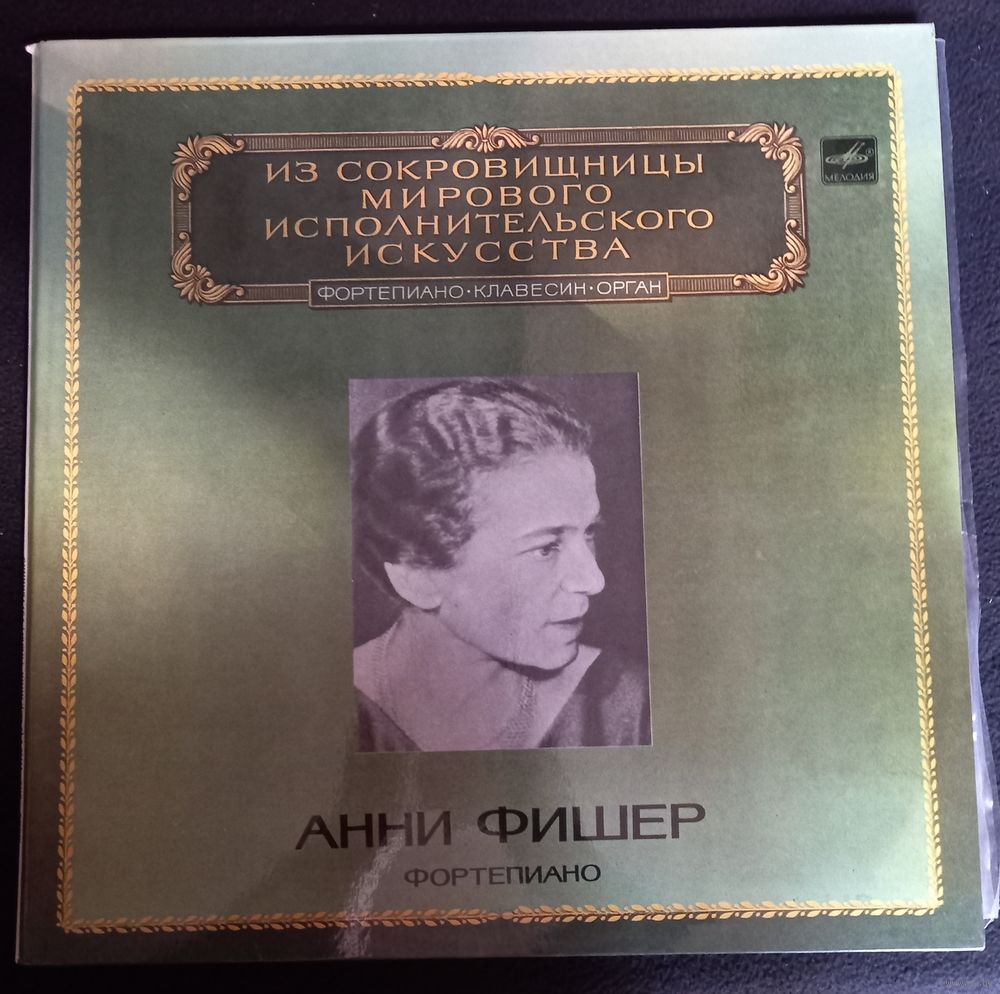 ИЗ СОКРОВИЩНИЦЫ
МИРОВОГО
ИСПОЛНИТЕЛЬСКОГО
ИСКУССТВА
ФОРТЕПИАНО·КЛАВЕСИН·ОРГАН
МЕЛОДИЯ
АННИ ФИШЕР
ФОРТЕПИАНО